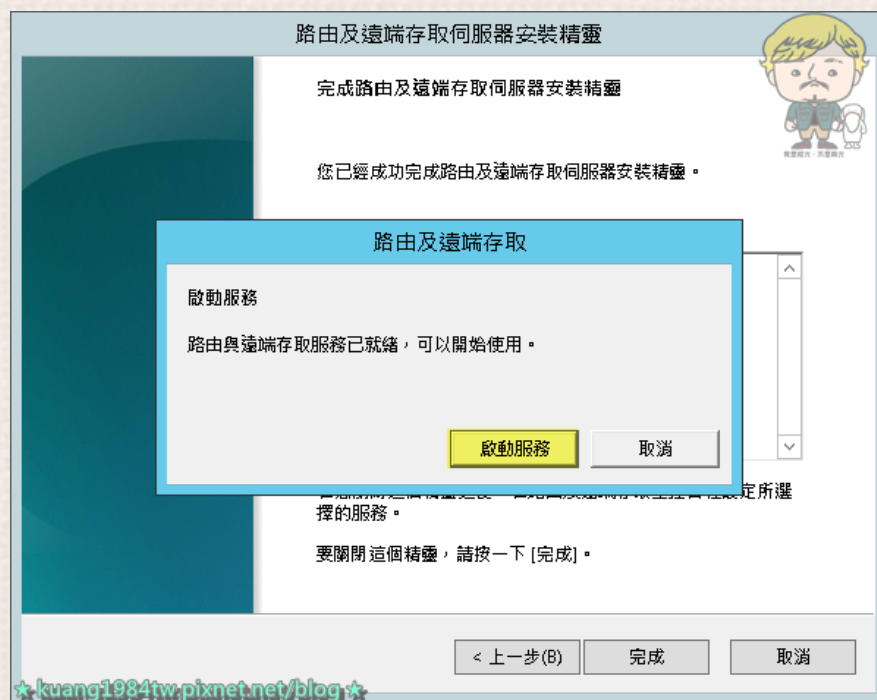 路由及遠端存取伺服器安裝精靈
完成路由及遠端存取伺服器安裝精靈
您已經成功完成路由及遠端存取伺服器安裝精靈。
路由及遠端存取
啟動服務
路由與遠端存取服務已就緒，可以開始使用。
啟動服務
取消
定所選
擇的服務。
要關閉這個精靈，請按一下 [完成]。
< 上一步(B)
完成
取消
★ kuang1984tw.pixnet.net/blog ★